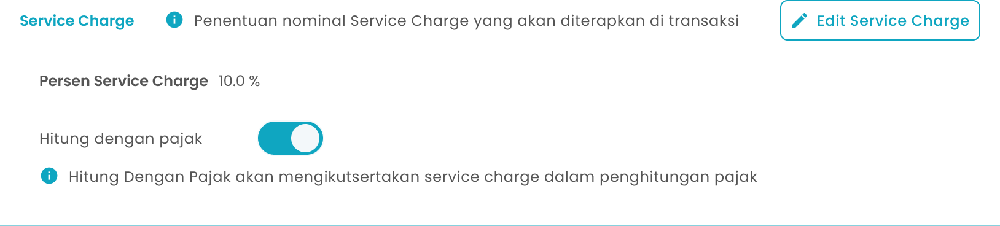 Service Charge Penentuan nominal Service Charge yang akan diterapkan di transaksi Edit Service Charge
Persen Service Charge 10.0 %
Hitung dengan pajak
Hitung Dengan Pajak akan mengikutsertakan service charge dalam penghitungan pajak